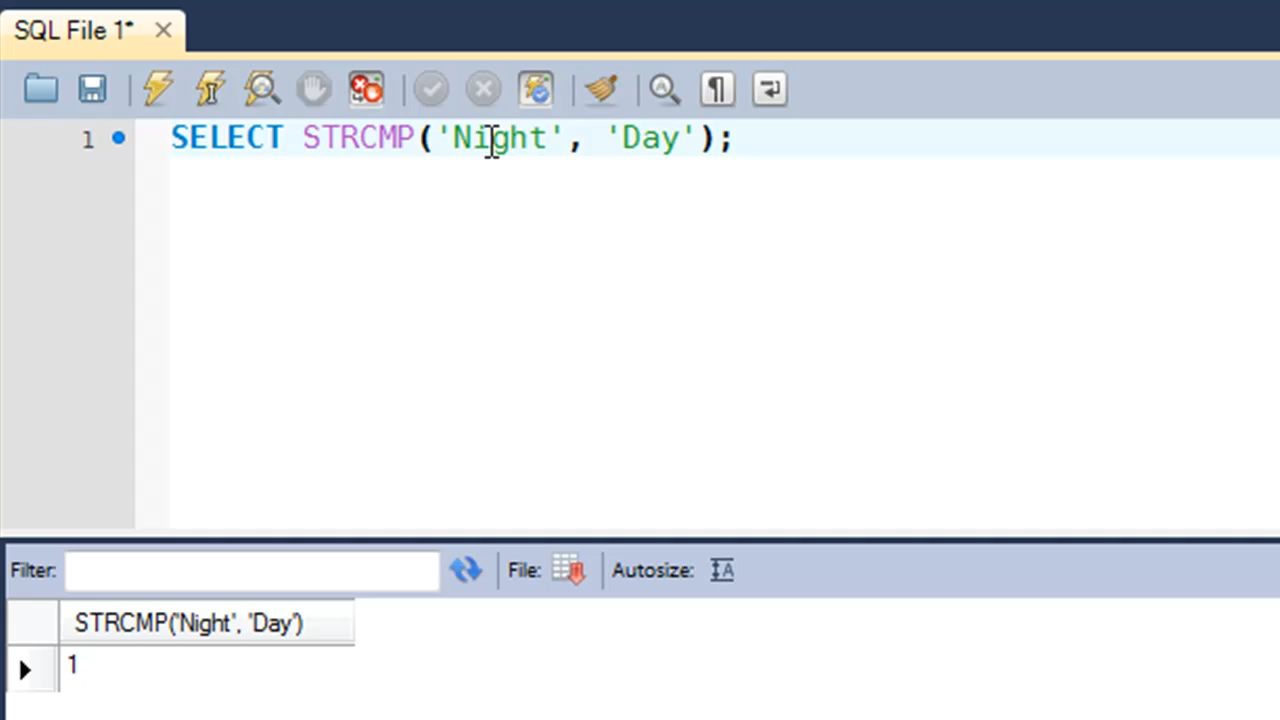 SQL File 1*
1 SELECT STRCMP('Night', 'Day');
Filter: File: Autosize:
STRCMP('Night', 'Day')
1